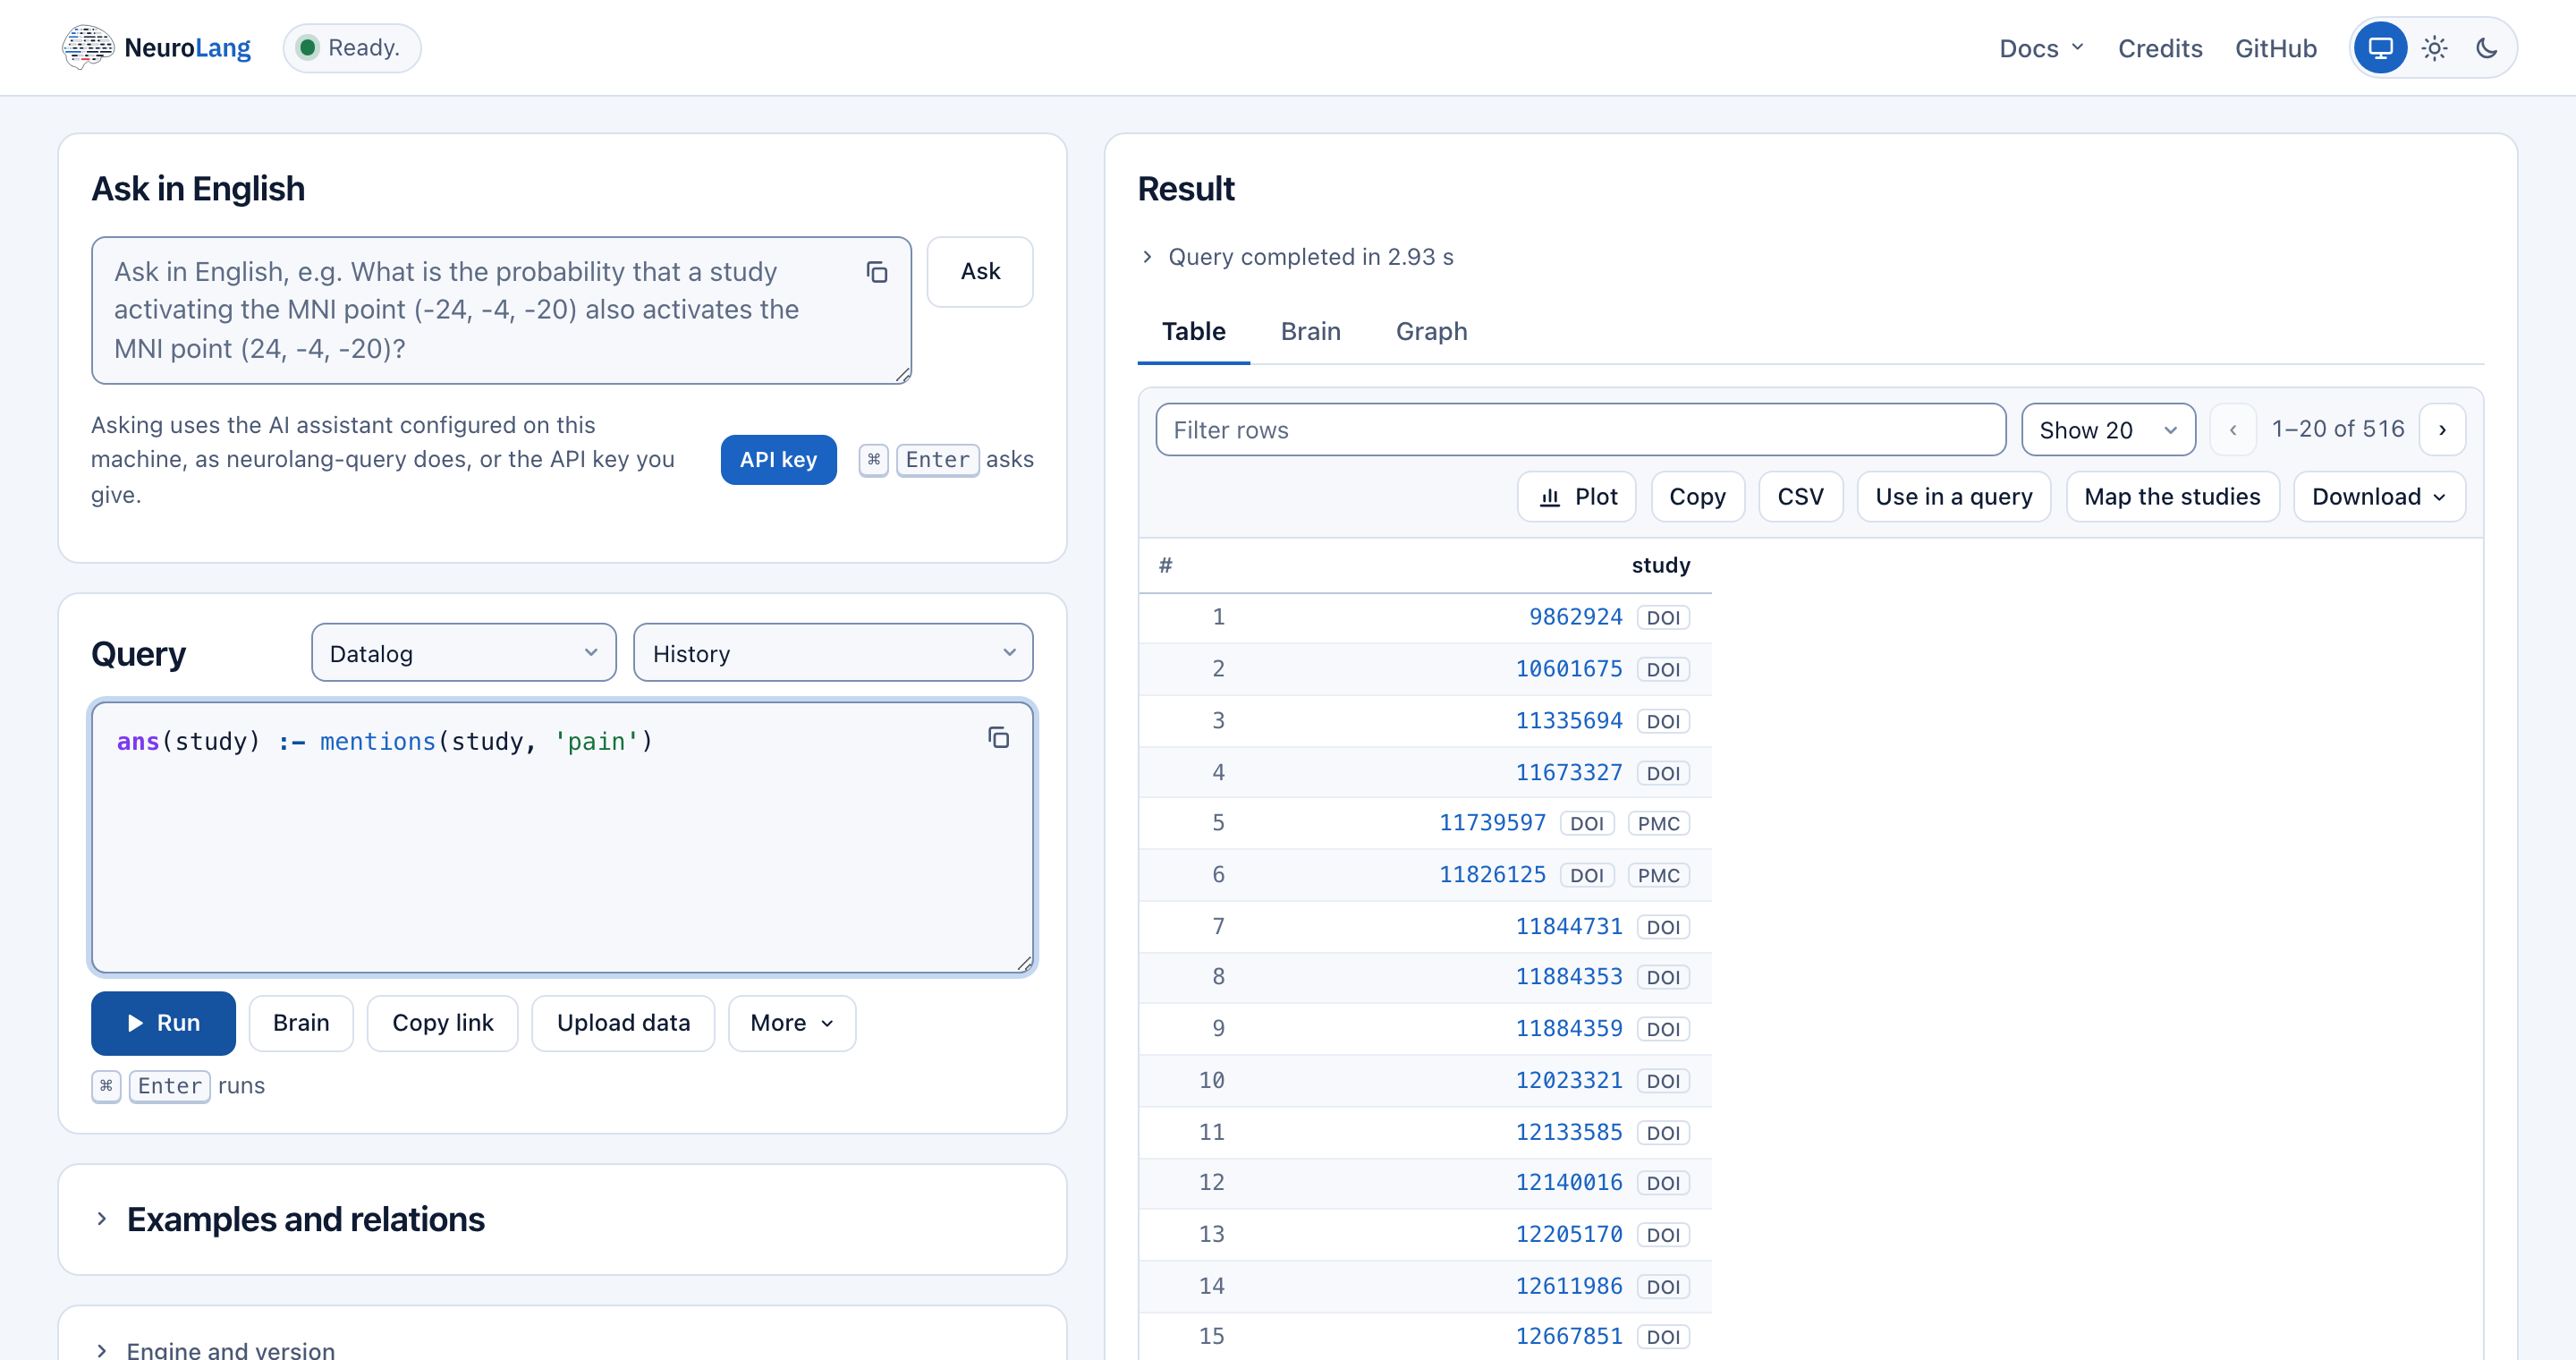 NeuroLang
Ready.
Docs
Credits
GitHub
Ask in English
Ask in English, e.g. What is the probability that a study
activating the MNI point (-24, -4, -20) also activates the
MNI point (24, -4, -20)?
Ask
Asking uses the AI assistant configured on this
machine, as neurolang-query does, or the API key you
give.
API key
⌘ Enter asks
Query
Datalog
History
ans(study) :- mentions(study, 'pain')
Run
Brain
Copy link
Upload data
More
⌘ Enter runs
Examples and relations
Engine and version
Result
Query completed in 2.93 s
Table
Brain
Graph
Filter rows
Show 20
1–20 of 516
Plot
Copy
CSV
Use in a query
Map the studies
Download
# study
1 9862924 DOI
2 10601675 DOI
3 11335694 DOI
4 11673327 DOI
5 11739597 DOI PMC
6 11826125 DOI PMC
7 11844731 DOI
8 11884353 DOI
9 11884359 DOI
10 12023321 DOI
11 12133585 DOI
12 12140016 DOI
13 12205170 DOI
14 12611986 DOI
15 12667851 DOI